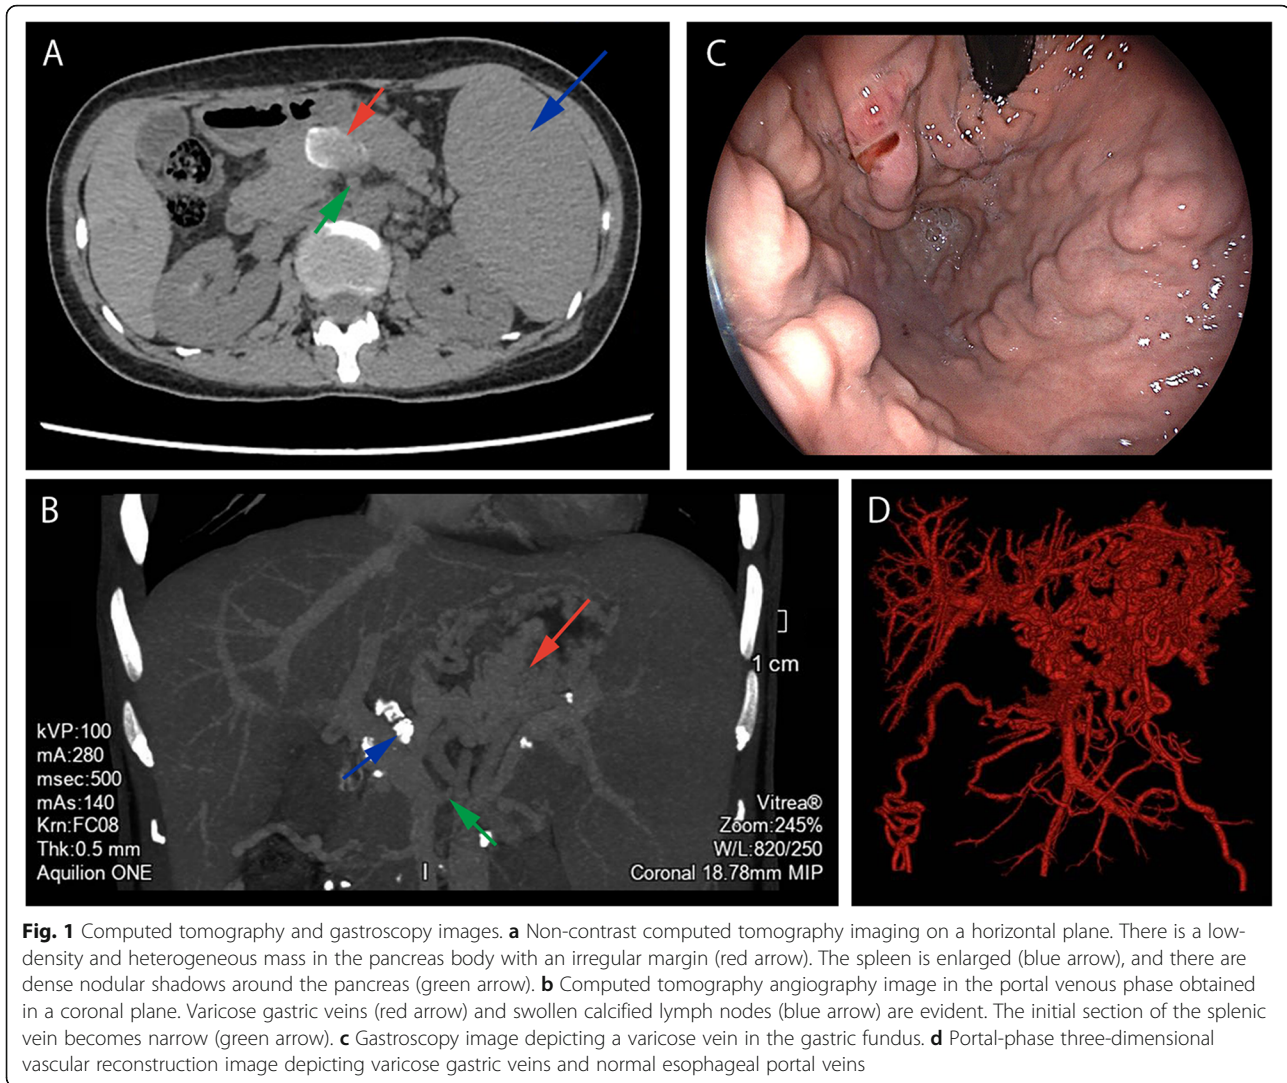 A
C
B
D
1 cm
kVP:100
mA:280
msec:500
mAs:140
Krn:FC08
Thk:0.5 mm
Aquilion ONE
I
Vitrea®
Zoom:245%
W/L:820/250
Coronal 18.78mm MIP
Fig. 1 Computed tomography and gastroscopy images. a Non-contrast computed tomography imaging on a horizontal plane. There is a low-
density and heterogeneous mass in the pancreas body with an irregular margin (red arrow). The spleen is enlarged (blue arrow), and there are
dense nodular shadows around the pancreas (green arrow). b Computed tomography angiography image in the portal venous phase obtained
in a coronal plane. Varicose gastric veins (red arrow) and swollen calcified lymph nodes (blue arrow) are evident. The initial section of the splenic
vein becomes narrow (green arrow). c Gastroscopy image depicting a varicose vein in the gastric fundus. d Portal-phase three-dimensional
vascular reconstruction image depicting varicose gastric veins and normal esophageal portal veins